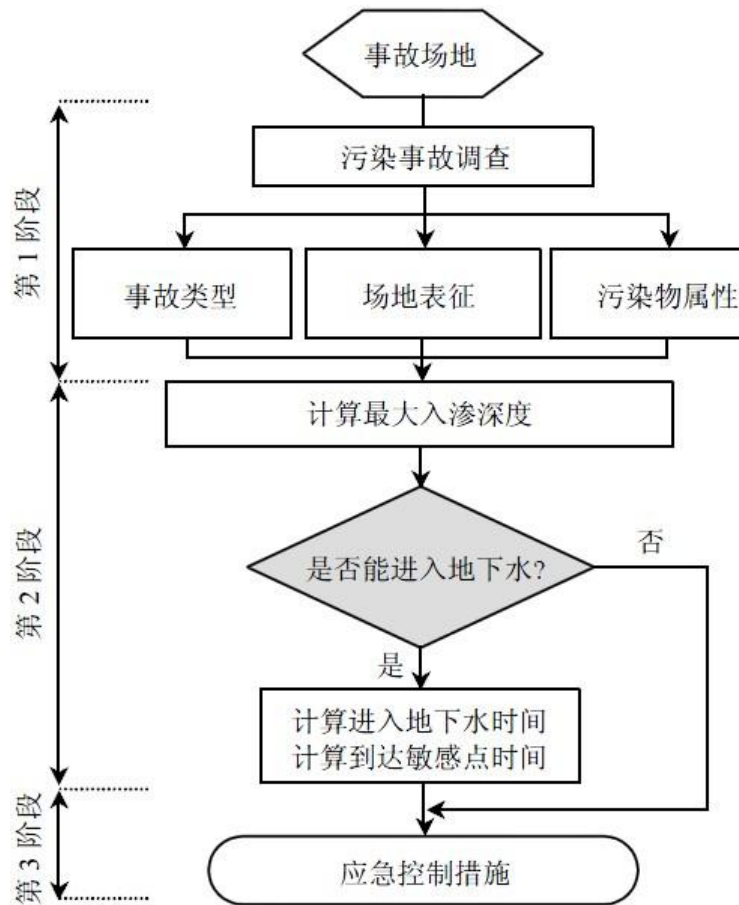 事故场地
污染事故调查
第 1 阶段
事故类型
场地表征
污染物属性
计算最大入渗深度
第 2 阶段
是否能进入地下水?
否
是
计算进入地下水时间
计算到达敏感点时间
第 3 阶段
应急控制措施